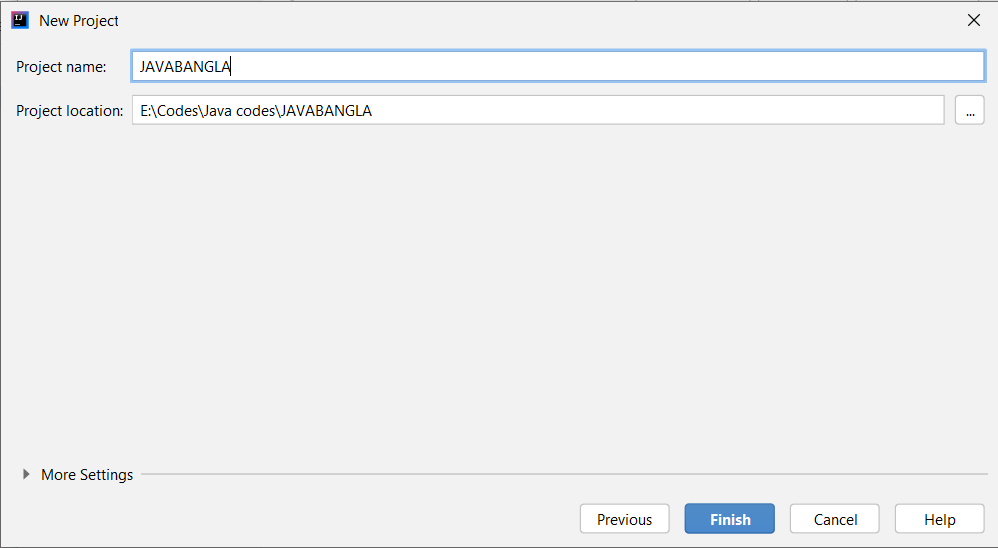 New Project
Project name: JAVABANGLA
Project location: E:\Codes\Java codes\JAVABANGLA ...
More Settings
Previous Finish Cancel Help